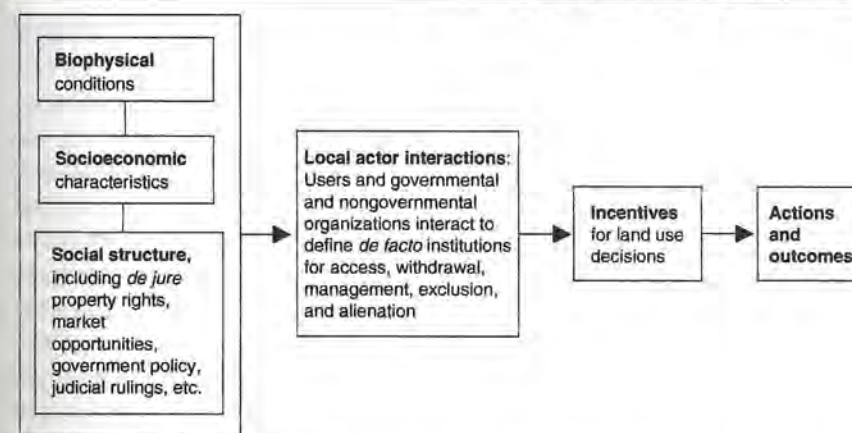 Biophysical
conditions
Socioeconomic
characteristics
Social structure,
including de jure
property rights,
market
opportunities,
government policy,
judicial rulings, etc.
Local actor interactions:
Users and governmental
and nongovernmental
organizations interact to
define de facto institutions
for access, withdrawal,
management, exclusion,
and alienation
Incentives
for land use
decisions
Actions
and
outcomes